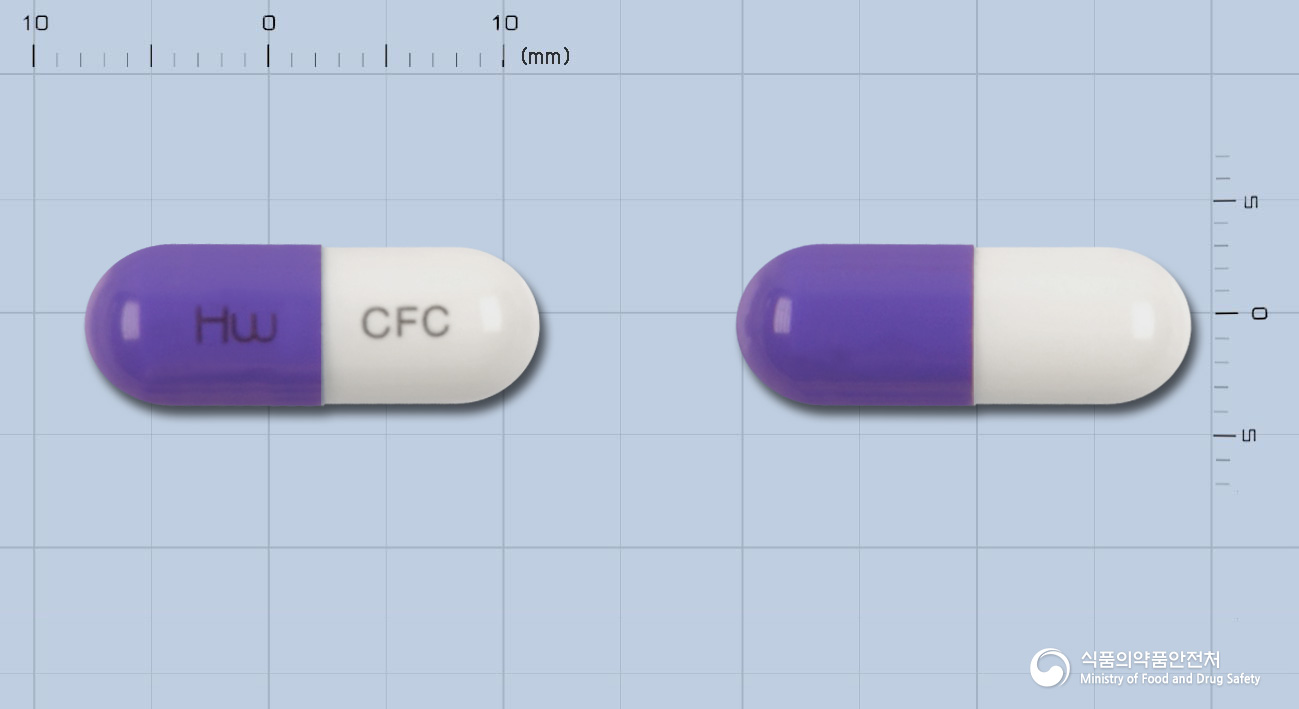 10 0 10
(mm)
Hw CFC
5
0
5
식품의약품안전처
Ministry of Food and Drug Safety